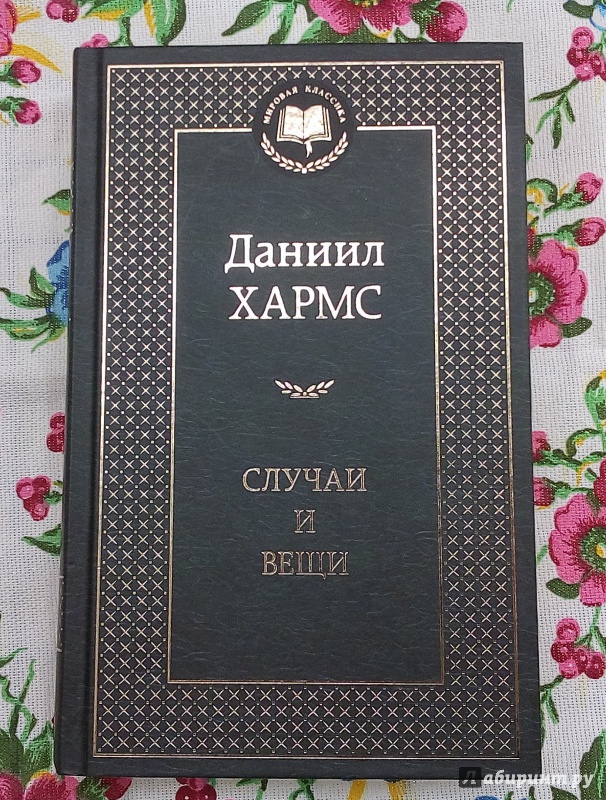 МИРОВАЯ КЛАССИКА
Даниил
ХАРМС
СЛУЧАИ
И
ВЕЩИ
Лабиринт.ру